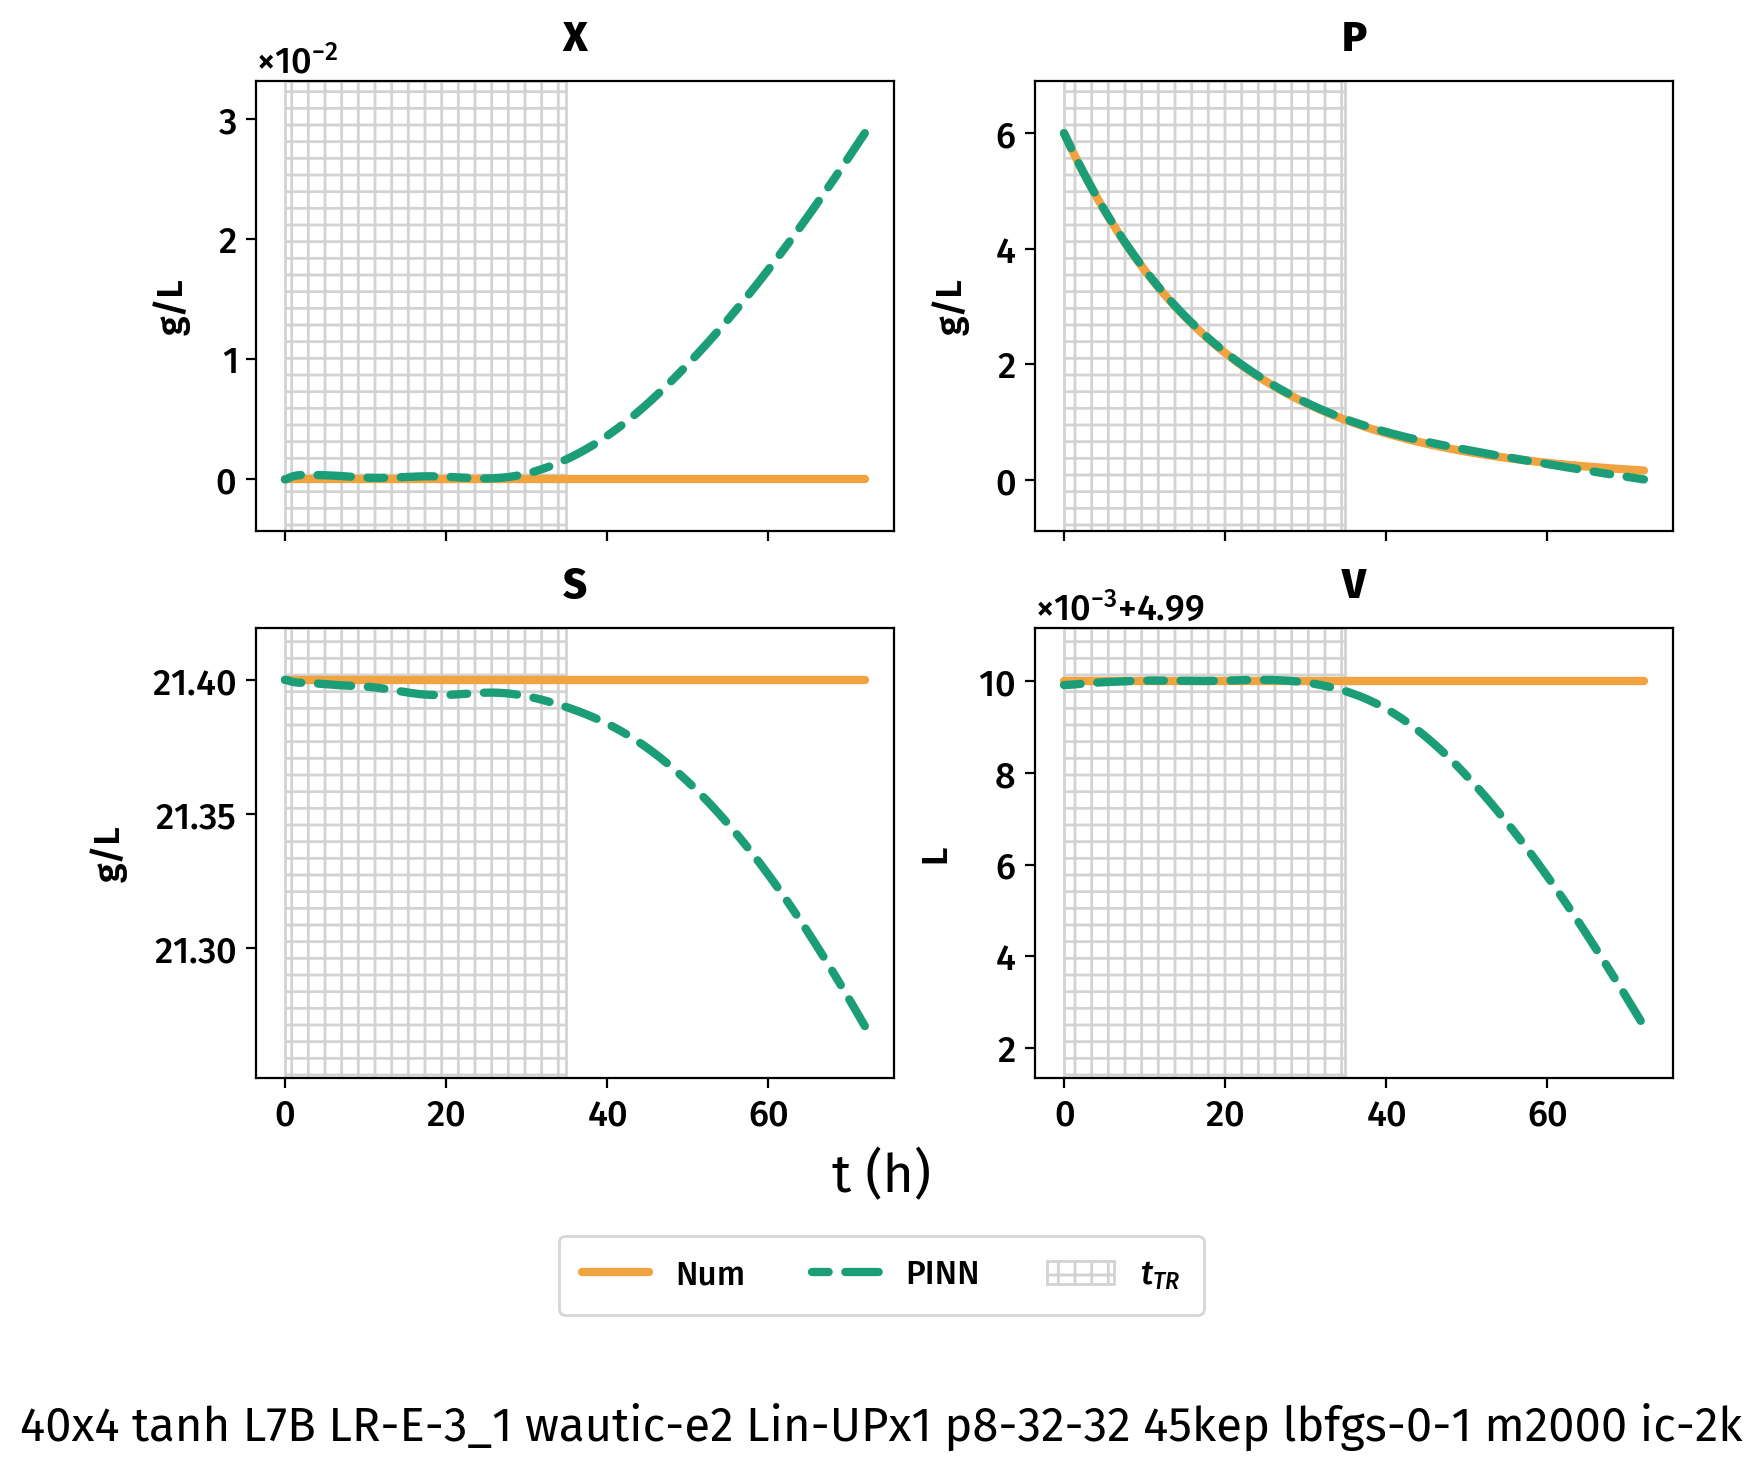 X
×10⁻²
g/L
3
2
1
0
P
g/L
6
4
2
0
S
g/L
21.40
21.35
21.30
0 20 40 60
V
×10⁻³+4.99
L
10
8
6
4
2
0 20 40 60
t (h)
Num PINN t_TR
40x4 tanh L7B LR-E-3_1 wautic-e2 Lin-UPx1 p8-32-32 45kep lbfgs-0-1 m2000 ic-2k